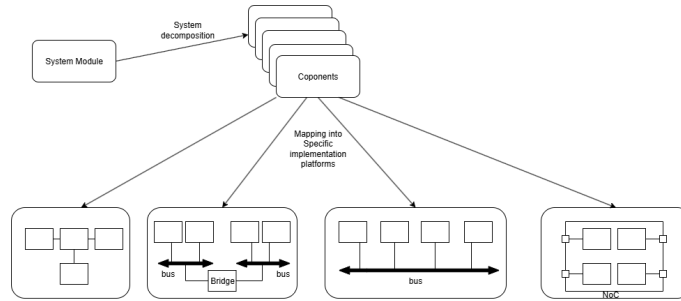 System
decomposition
System Module
Coponents
Mapping into
Specific
implementation
platforms
bus
Bridge
bus
bus
NoC